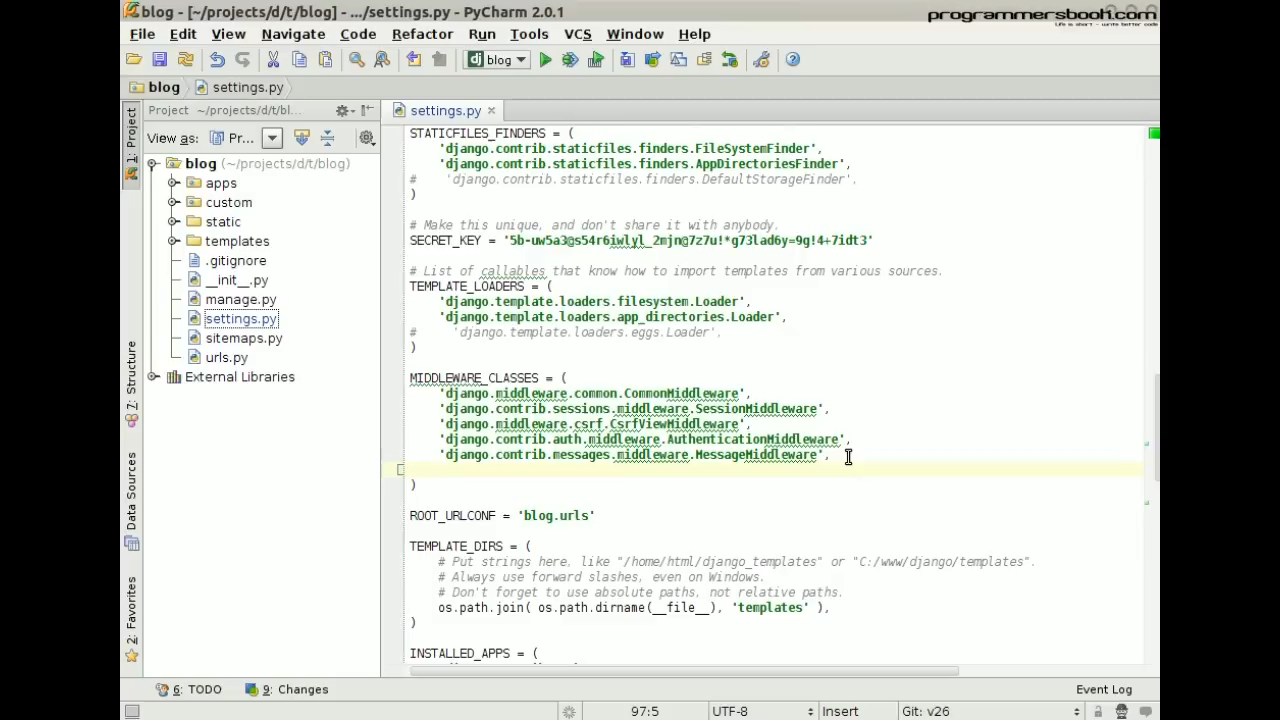 blog - [~/projects/d/t/blog] - .../settings.py - PyCharm 2.0.1
programmersbook.com
Life is short - write better code
File Edit View Navigate Code Refactor Run Tools VCS Window Help
dj blog
blog settings.py
Project ~/projects/d/t/bl...
settings.py
View as: Pr...
1: Project
7: Structure
Data Sources
2: Favorites
blog (~/projects/d/t/blog)
apps
custom
static
templates
.gitignore
__init__.py
manage.py
settings.py
sitemaps.py
urls.py
External Libraries
STATICFILES_FINDERS = (
'django.contrib.staticfiles.finders.FileSystemFinder',
'django.contrib.staticfiles.finders.AppDirectoriesFinder',
# 'django.contrib.staticfiles.finders.DefaultStorageFinder',
)
# Make this unique, and don't share it with anybody.
SECRET_KEY = '5b-uw5a3@s54r6iwlyl_2mjn@7z7u!*g73lad6y=9g!4+7idt3'
# List of callables that know how to import templates from various sources.
TEMPLATE_LOADERS = (
'django.template.loaders.filesystem.Loader',
'django.template.loaders.app_directories.Loader',
# 'django.template.loaders.eggs.Loader',
)
MIDDLEWARE_CLASSES = (
'django.middleware.common.CommonMiddleware',
'django.contrib.sessions.middleware.SessionMiddleware',
'django.middleware.csrf.CsrfViewMiddleware',
'django.contrib.auth.middleware.AuthenticationMiddleware',
'django.contrib.messages.middleware.MessageMiddleware',
)
ROOT_URLCONF = 'blog.urls'
TEMPLATE_DIRS = (
# Put strings here, like "/home/html/django_templates" or "C:/www/django/templates".
# Always use forward slashes, even on Windows.
# Don't forget to use absolute paths, not relative paths.
os.path.join( os.path.dirname(__file__), 'templates' ),
)
INSTALLED_APPS = (
6: TODO 9: Changes Event Log
97:5 UTF-8 Insert Git: v26